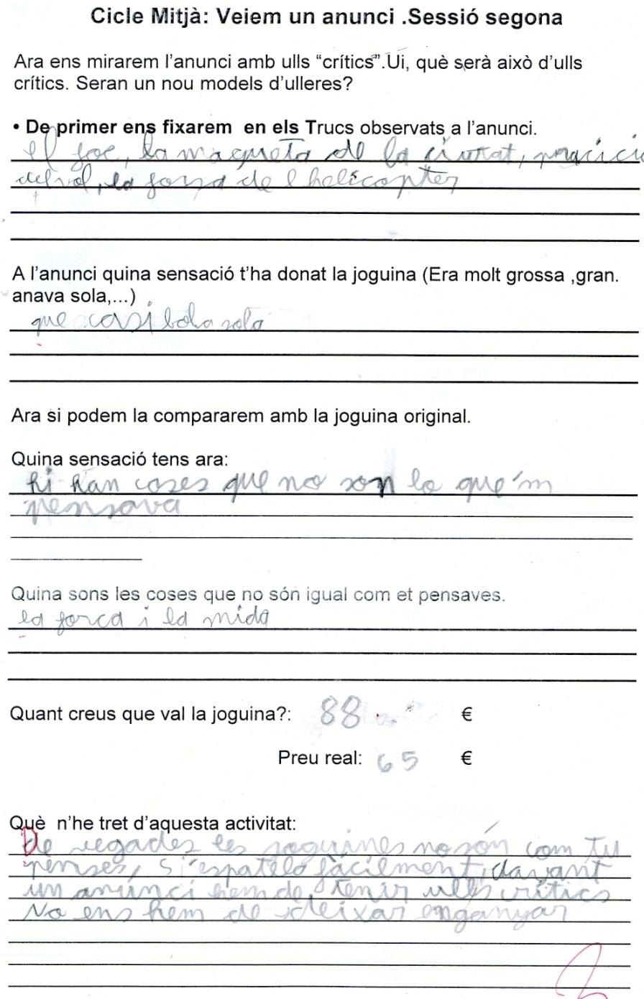 Cicle Mitjà: Veiem un anunci .Sessió segona
Ara ens mirarem l'anunci amb ulls "crítics".Ui, què serà això d'ulls
crítics. Seran un nou models d'ulleres?
• De primer ens fixarem en els Trucs observats a l'anunci.
el foc, la maqueta de la ciutat,
del vol, la forsa de l helicopter
A l'anunci quina sensació t'ha donat la joguina (Era molt grossa ,gran.
anava sola,...)
que casi bola sola
Ara si podem la compararem amb la joguina original.
Quina sensació tens ara:
hi han coses que no son lo que'm
pensava
Quina sons les coses que no són igual com et pensaves.
la forca i la mida
Quant creus que val la joguina?: 88 €
Preu real: 65 €
Què n'he tret d'aquesta activitat:
De vegades les joguines no són com tu
penses, s'espatela fàcilment, davant
un anunci hem de tenir ulls crítics
No ens hem de deixar enganyar